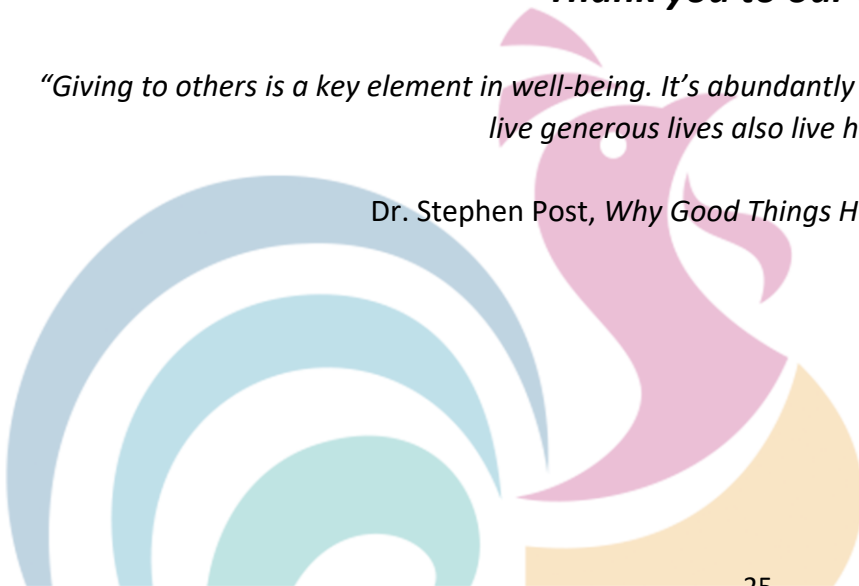 Thank you to our
“Giving to others is a key element in well-being. It’s abundantly
live generous lives also live h
Dr. Stephen Post, Why Good Things H
25